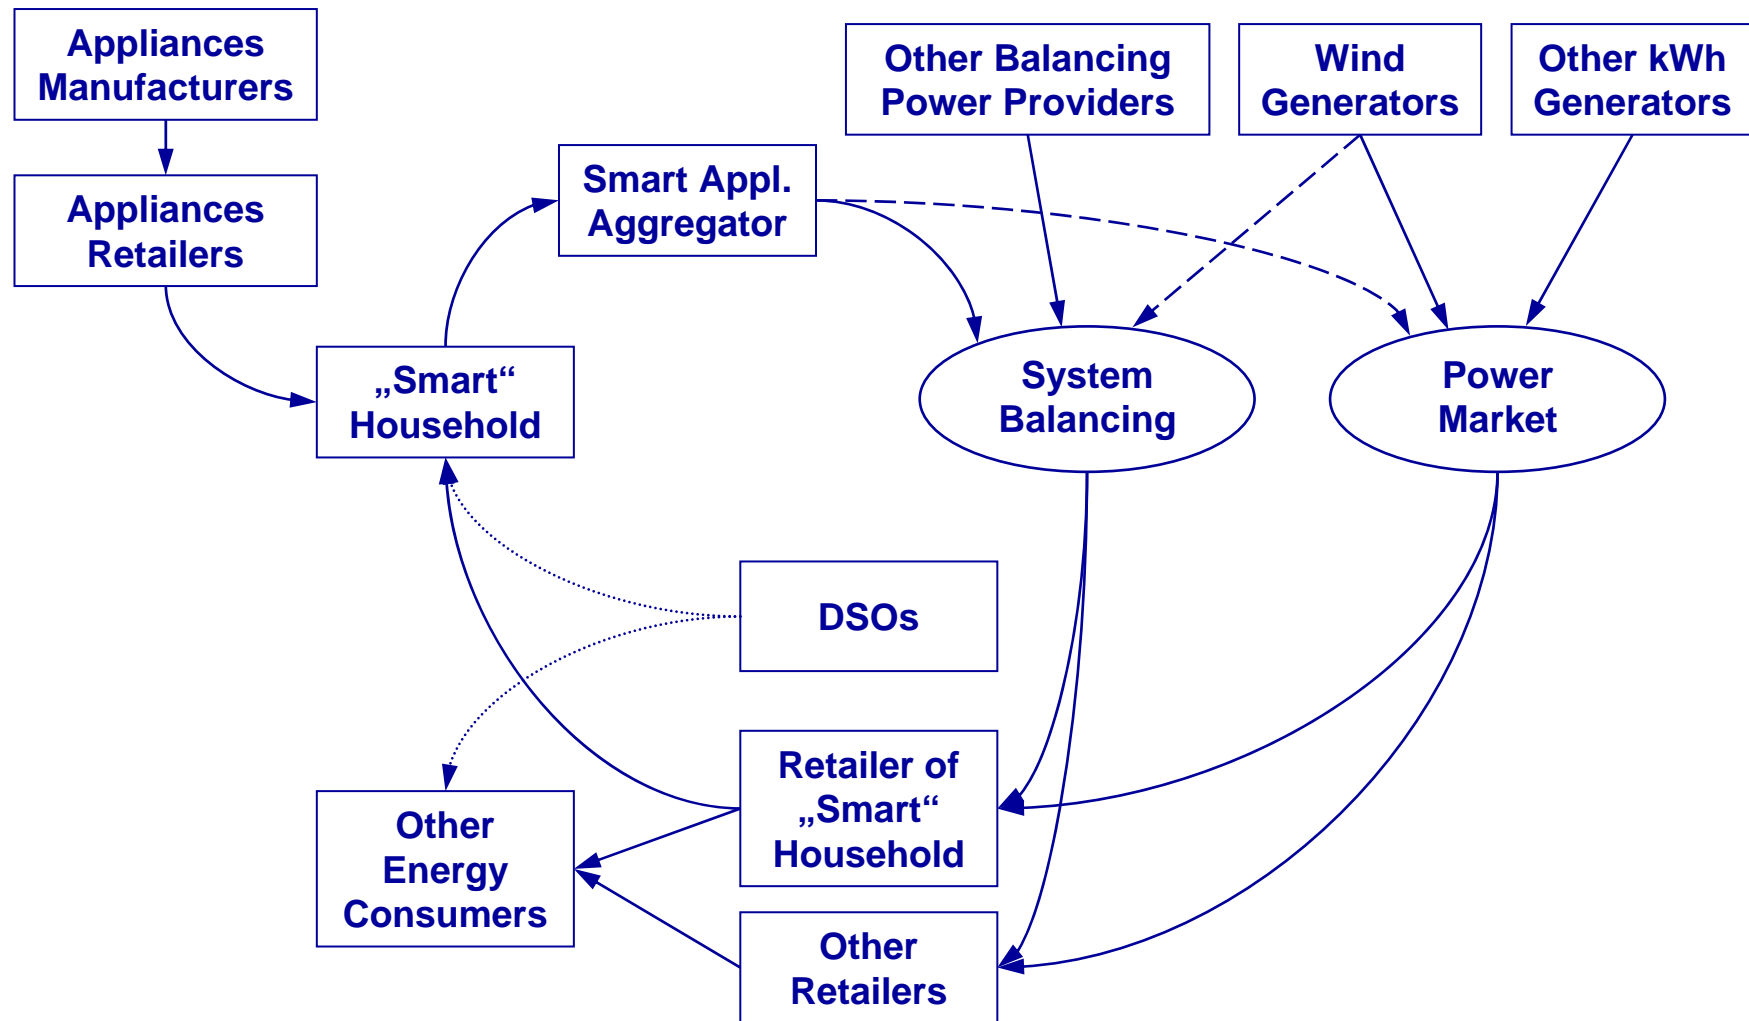 Appliances
Manufacturers
Other Balancing
Power Providers
Wind
Generators
Other kWh
Generators
Smart Appl.
Aggregator
Appliances
Retailers
„Smart“
Household
System
Balancing
Power
Market
DSOs
Retailer of
„Smart“
Household
Other
Energy
Consumers
Other
Retailers